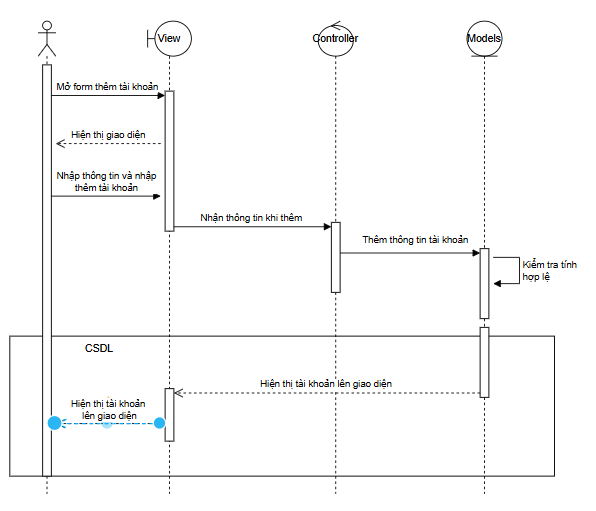 View
Controller
Models
Mở form thêm tài khoản
Hiện thị giao diện
Nhập thông tin và nhập
thêm tài khoản
Nhận thông tin khi thêm
Thêm thông tin tài khoản
Kiểm tra tính
hợp lệ
CSDL
Hiện thị tài khoản lên giao diện
Hiện thị tài khoản
lên giao diện